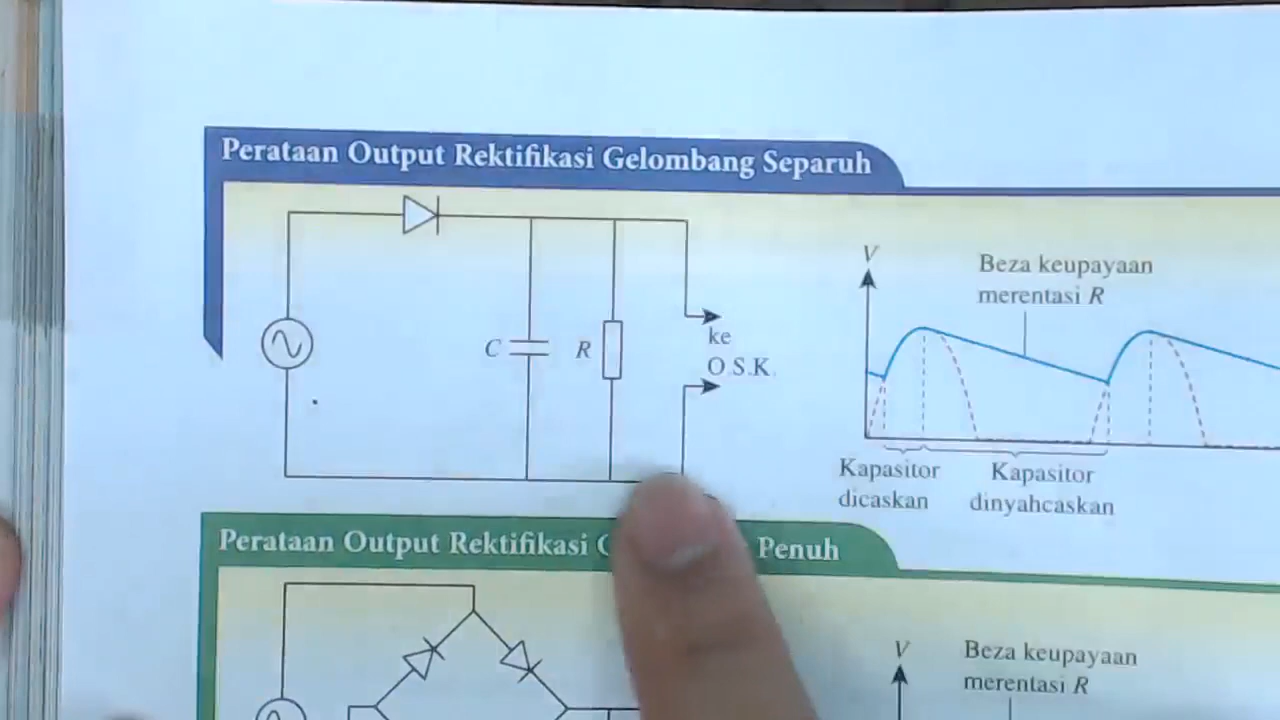 Perataan Output Rektifikasi Gelombang Separuh
V
Beza keupayaan
merentasi R
C
R
ke
O.S.K.
Kapasitor
dicaskan
Kapasitor
dinyahcaskan
Perataan Output Rektifikasi Penuh
V
Beza keupayaan
merentasi R